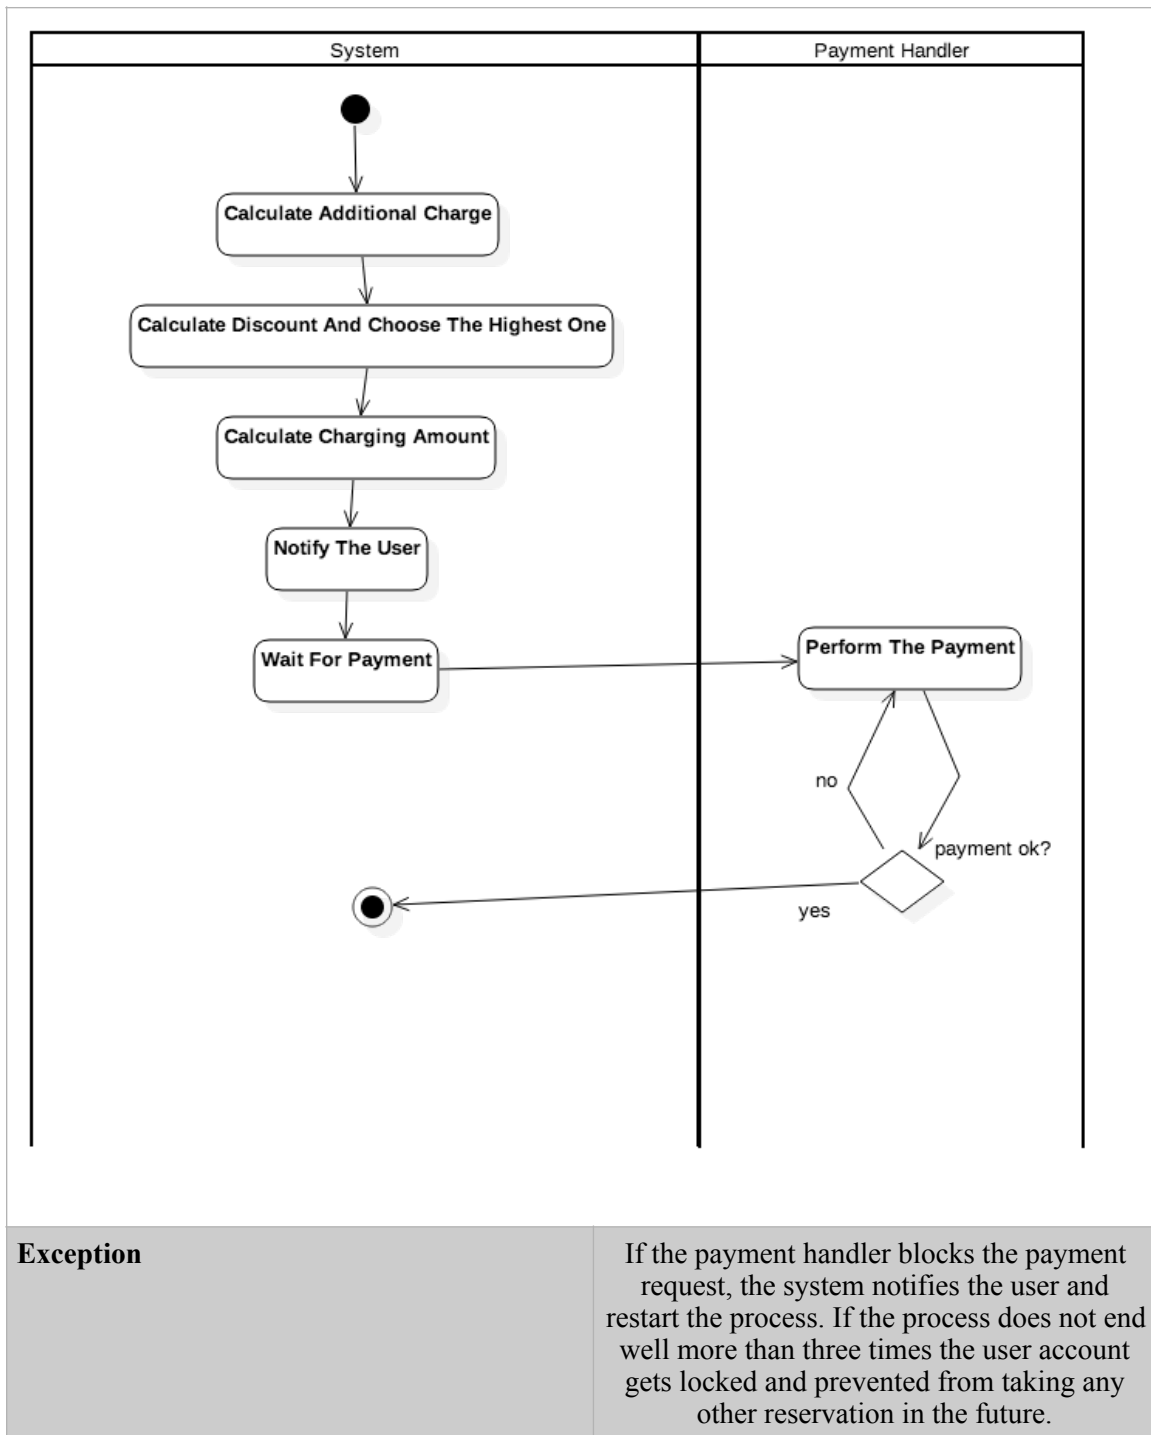 System
Payment Handler
Calculate Additional Charge
Calculate Discount And Choose The Highest One
Calculate Charging Amount
Notify The User
Wait For Payment
Perform The Payment
no
payment ok?
yes
Exception
If the payment handler blocks the payment
request, the system notifies the user and
restart the process. If the process does not end
well more than three times the user account
gets locked and prevented from taking any
other reservation in the future.